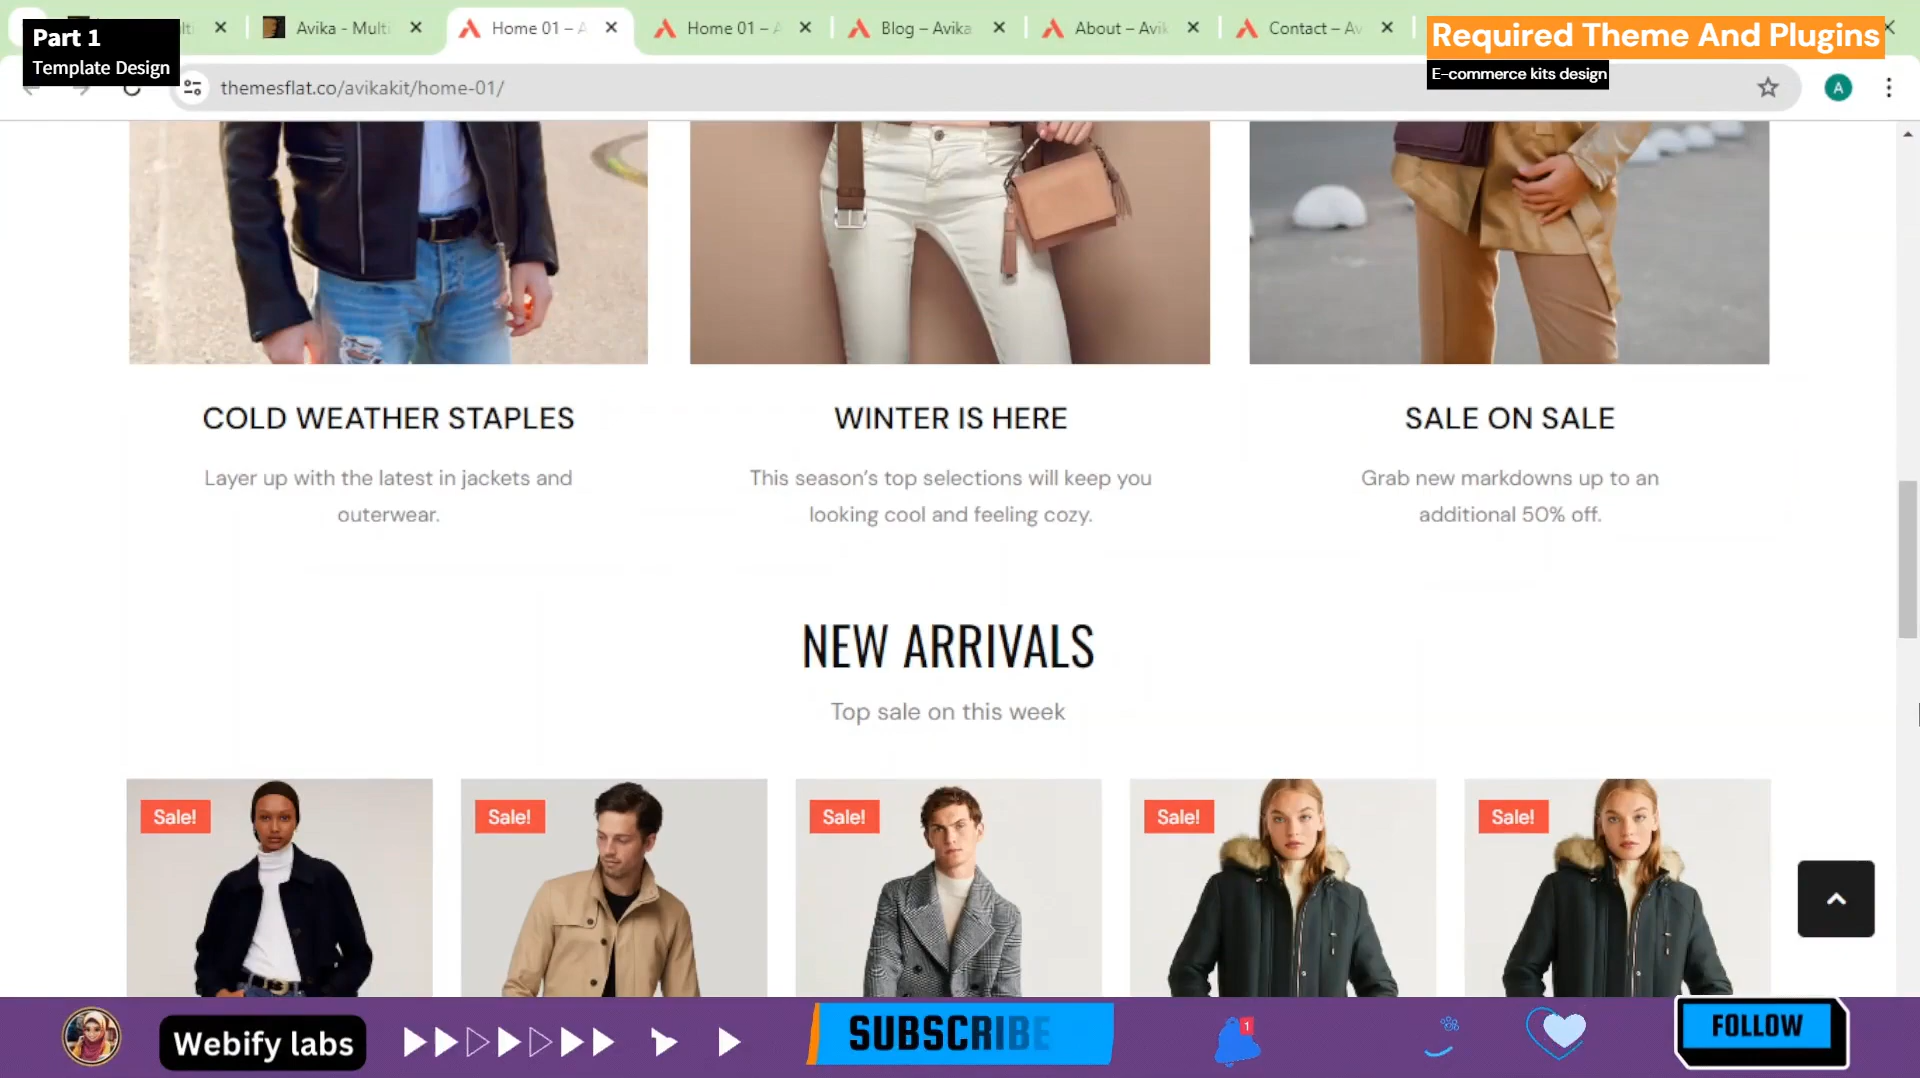 Part 1
Template Design
Avika - Multi
Home 01 – A
Home 01 – A
Blog – Avika
About – Avik
Contact – Av
Required Theme And Plugins
E-commerce kits design
themesflat.co/avikakit/home-01/
A
COLD WEATHER STAPLES
WINTER IS HERE
SALE ON SALE
Layer up with the latest in jackets and
outerwear.
This season’s top selections will keep you
looking cool and feeling cozy.
Grab new markdowns up to an
additional 50% off.
NEW ARRIVALS
Top sale on this week
Sale!
Sale!
Sale!
Sale!
Sale!
Webify labs
SUBSCRIBE
1
FOLLOW